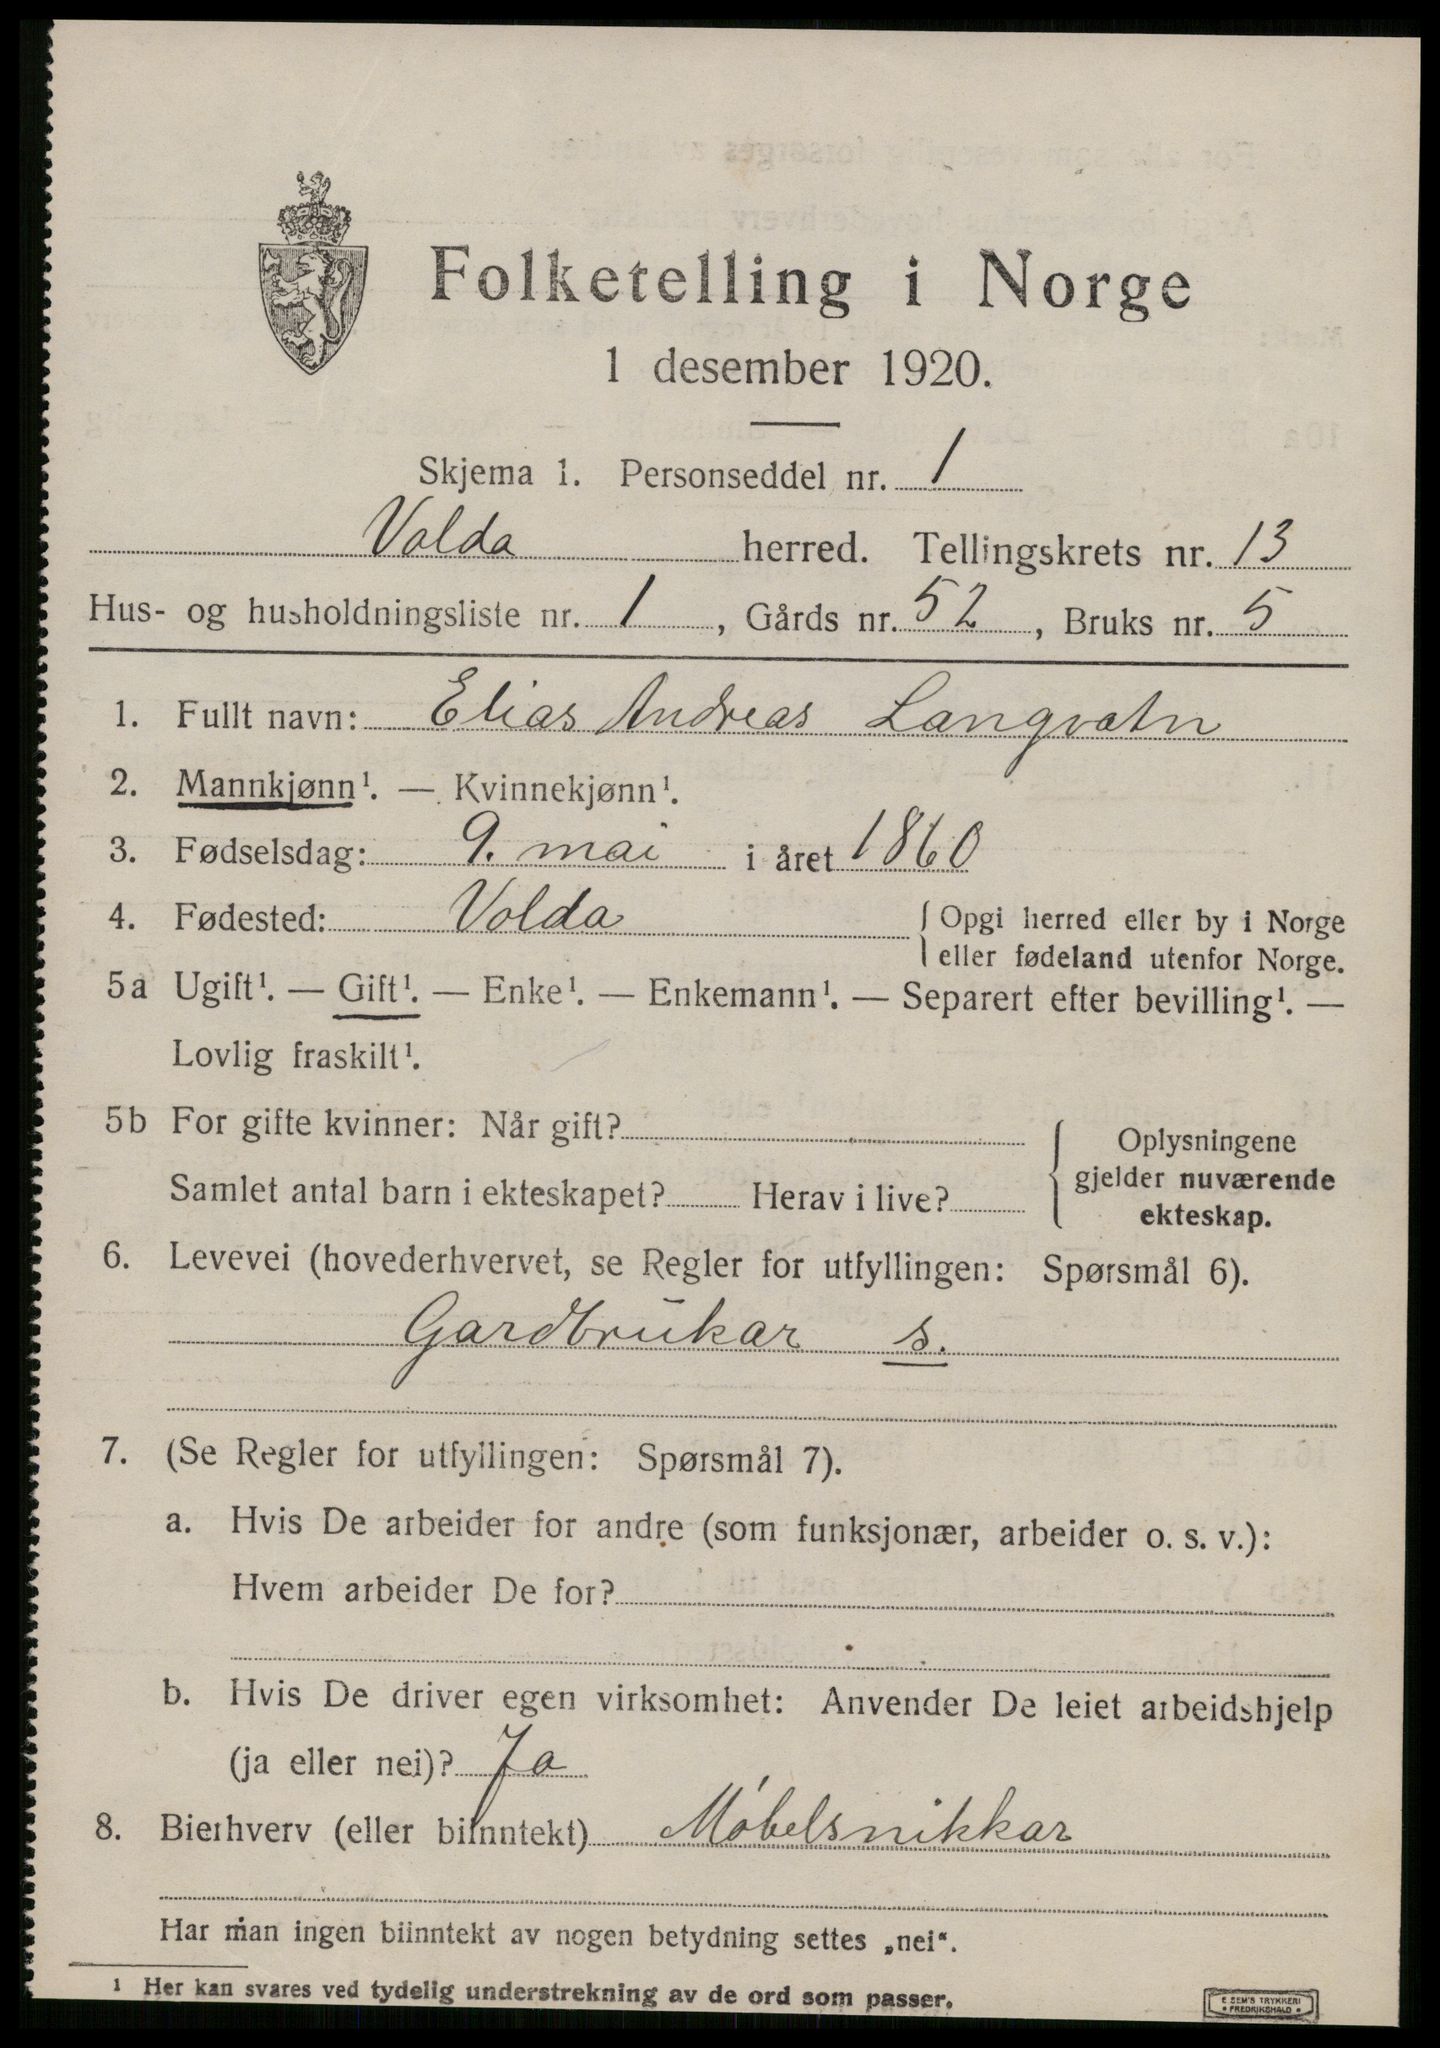 Folketelling i Norge
1 desember 1920.
Skjema 1. Personseddel nr. 1
Volda herred. Tellingskrets nr. 13
Hus- og husholdningsliste nr. 1, Gårds nr. 52, Bruks nr. 5
1. Fullt navn: Elias Andreas Langvatn
2. Mannkjønn¹. — Kvinnekjønn¹.
3. Fødselsdag: 9. mai i året 1860
4. Fødested: Volda { Opgi herred eller by i Norge
eller fødeland utenfor Norge.
5a Ugift¹. — Gift¹. — Enke¹. — Enkemann¹. — Separert efter bevilling¹. —
Lovlig fraskilt¹.
5b For gifte kvinner: Når gift?
Samlet antal barn i ekteskapet? Herav i live?
Oplysningene
gjelder nuværende
ekteskap.
6. Levevei (hovederhvervet, se Regler for utfyllingen: Spørsmål 6).
Gardbrukar s.
7. (Se Regler for utfyllingen: Spørsmål 7).
a. Hvis De arbeider for andre (som funksjonær, arbeider o. s. v.):
Hvem arbeider De for?
b. Hvis De driver egen virksomhet: Anvender De leiet arbeidshjelp
(ja eller nei)? Ja
8. Bierhverv (eller biinntekt) Møbelsnikkar
Har man ingen biinntekt av nogen betydning settes „nei“.
¹ Her kan svares ved tydelig understrekning av de ord som passer.
E. SEM'S TRYKKERI
FREDRIKSHALD